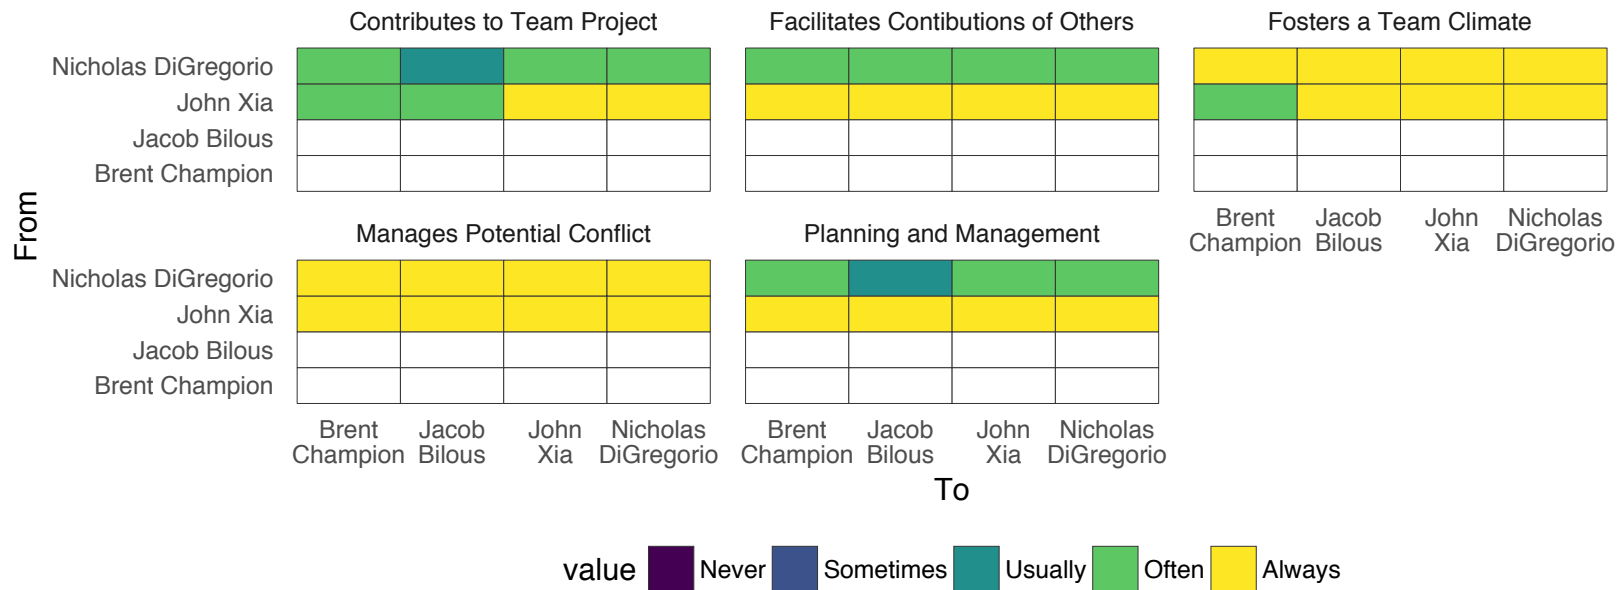 Contributes to Team Project
Facilitates Contibutions of Others
Fosters a Team Climate
Nicholas DiGregorio
John Xia
Jacob Bilous
Brent Champion
From
Brent Champion
Jacob Bilous
John Xia
Nicholas DiGregorio
Manages Potential Conflict
Planning and Management
Nicholas DiGregorio
John Xia
Jacob Bilous
Brent Champion
Brent Champion
Jacob Bilous
John Xia
Nicholas DiGregorio
Brent Champion
Jacob Bilous
John Xia
Nicholas DiGregorio
To
value Never Sometimes Usually Often Always